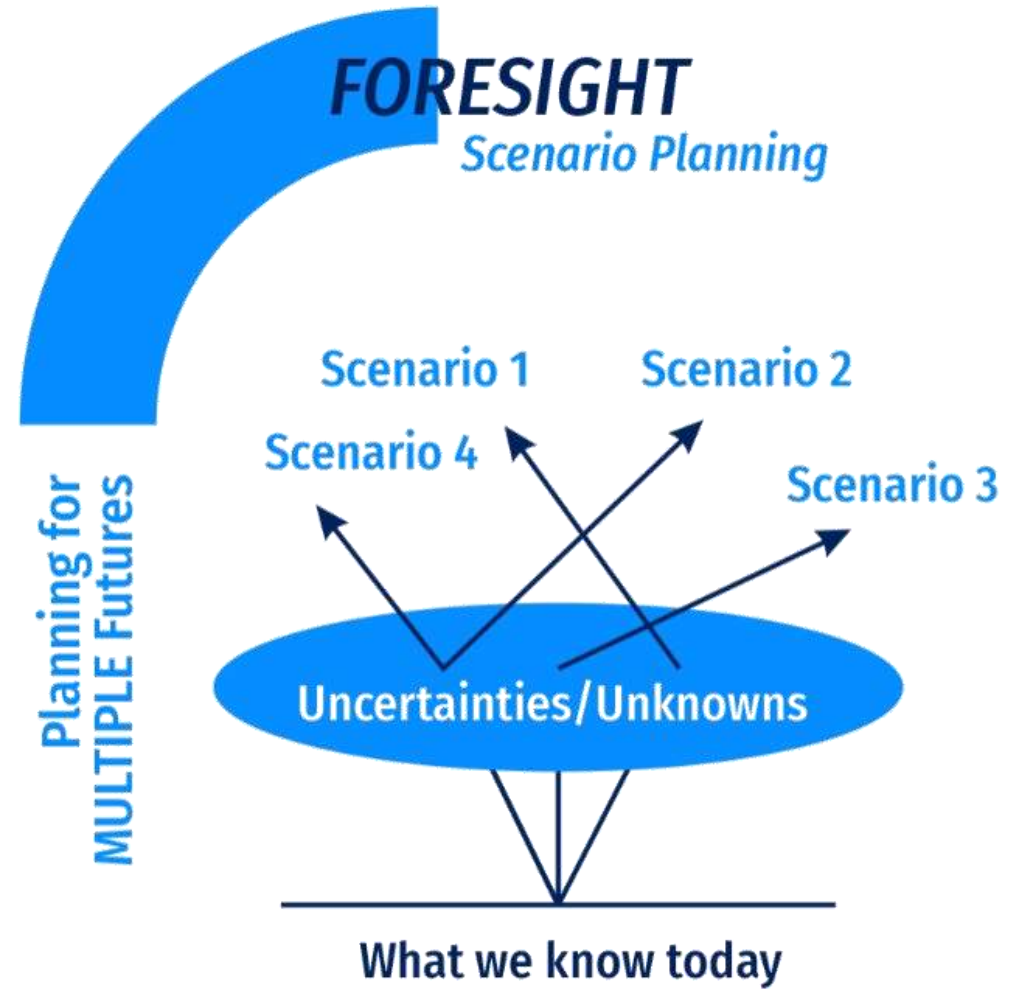 FORESIGHT
Scenario Planning
Scenario 1
Scenario 2
Scenario 4
Scenario 3
Planning for
MULTIPLE Futures
Uncertainties/Unknowns
What we know today